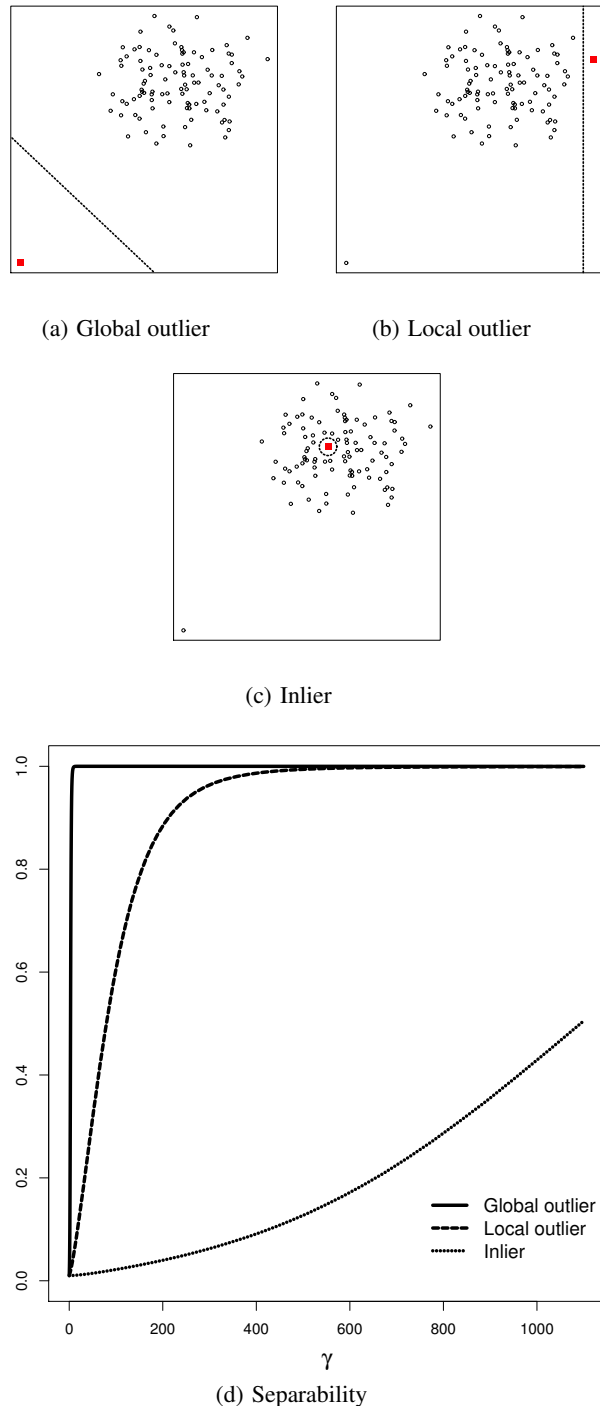 (a) Global outlier
(b) Local outlier
(c) Inlier
1.0
0.8
0.6
0.4
0.2
0.0
Global outlier
Local outlier
Inlier
0 200 400 600 800 1000
γ
(d) Separability